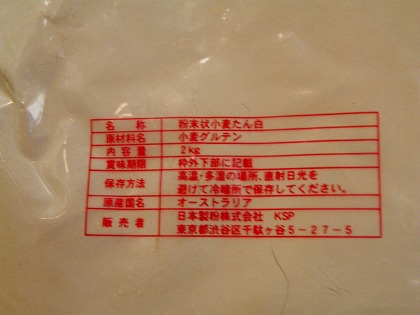 名称 粉末状小麦たん白
原材料名 小麦グルテン
内容量 2kg
賞味期限 枠外下部に記載
保存方法 高温・多湿の場所、直射日光を
避けて冷暗所で保存してください。
原産国名 オーストラリア
販売者 日本製粉株式会社 KSP
東京都渋谷区千駄ヶ谷5-27-5